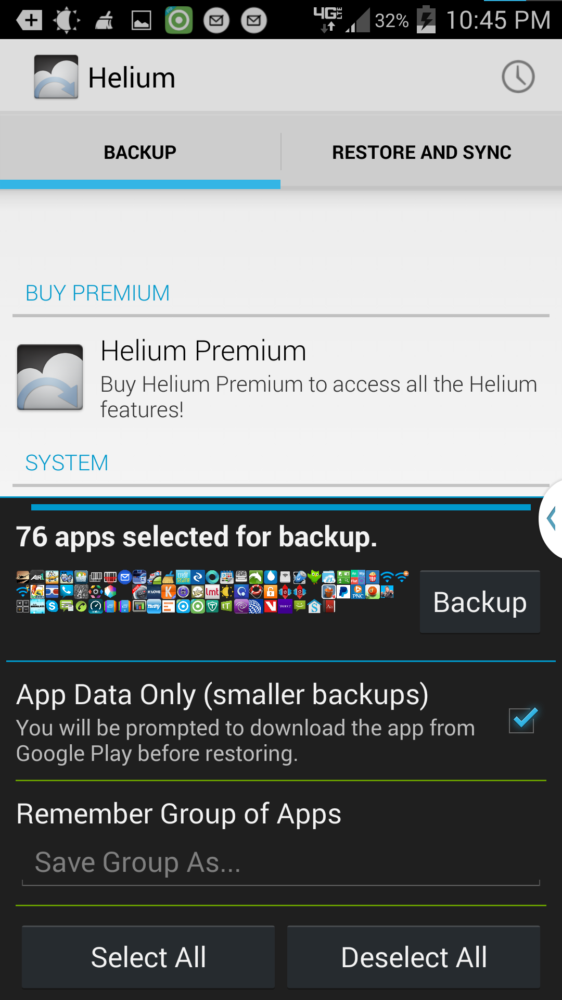 4G LTE 32% 10:45 PM
Helium
BACKUP
RESTORE AND SYNC
BUY PREMIUM
Helium Premium
Buy Helium Premium to access all the Helium
features!
SYSTEM
76 apps selected for backup.
Backup
App Data Only (smaller backups)
You will be prompted to download the app from
Google Play before restoring.
Remember Group of Apps
Save Group As...
Select All
Deselect All